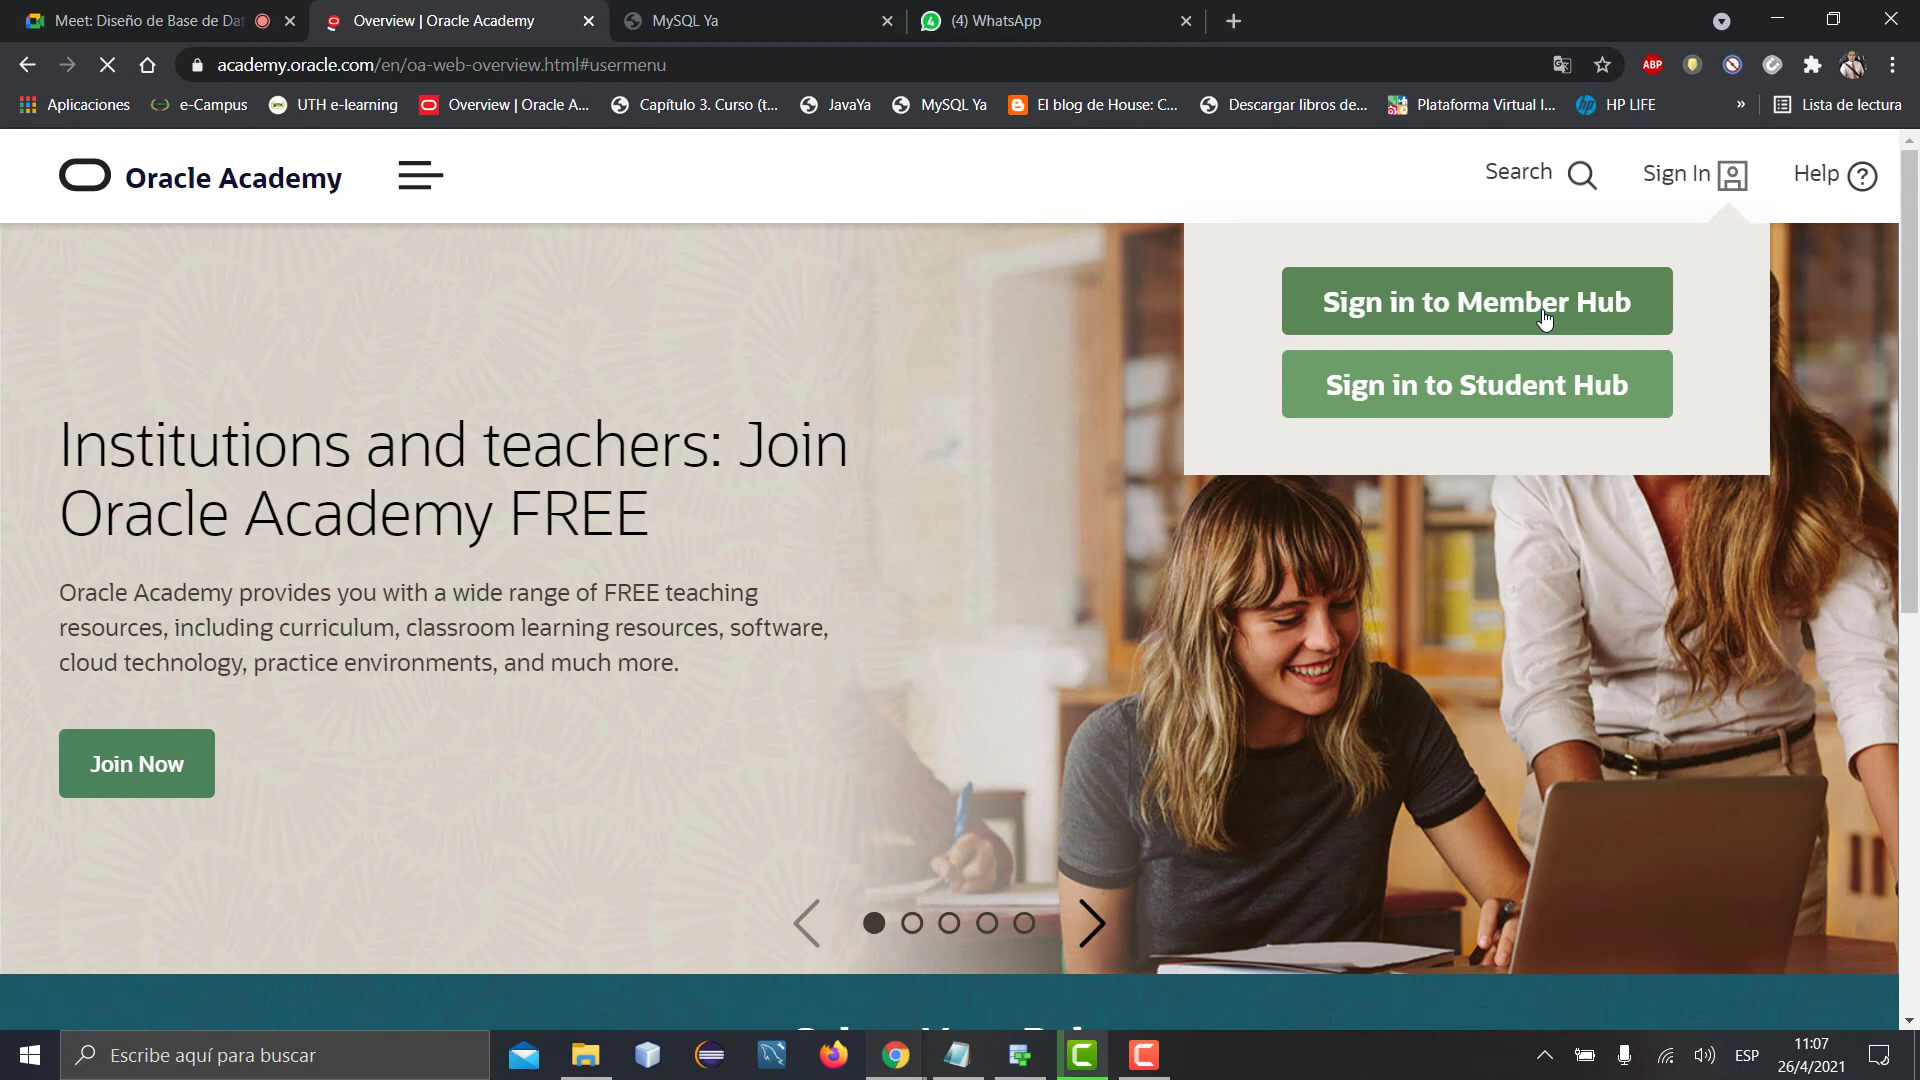 Meet: Diseño de Base de Dat
Overview | Oracle Academy
MySQL Ya
(4) WhatsApp
academy.oracle.com/en/oa-web-overview.html#usermenu
ABP
Aplicaciones
e-Campus
UTH e-learning
Overview | Oracle A...
Capítulo 3. Curso (t...
JavaYa
MySQL Ya
El blog de House: C...
Descargar libros de...
Plataforma Virtual I...
HP LIFE
»
Lista de lectura
Oracle Academy
Search
Sign In
Help
Sign in to Member Hub
Sign in to Student Hub
Institutions and teachers: Join
Oracle Academy FREE
Oracle Academy provides you with a wide range of FREE teaching
resources, including curriculum, classroom learning resources, software,
cloud technology, practice environments, and much more.
Join Now
Escribe aquí para buscar
ESP
11:07
26/4/2021